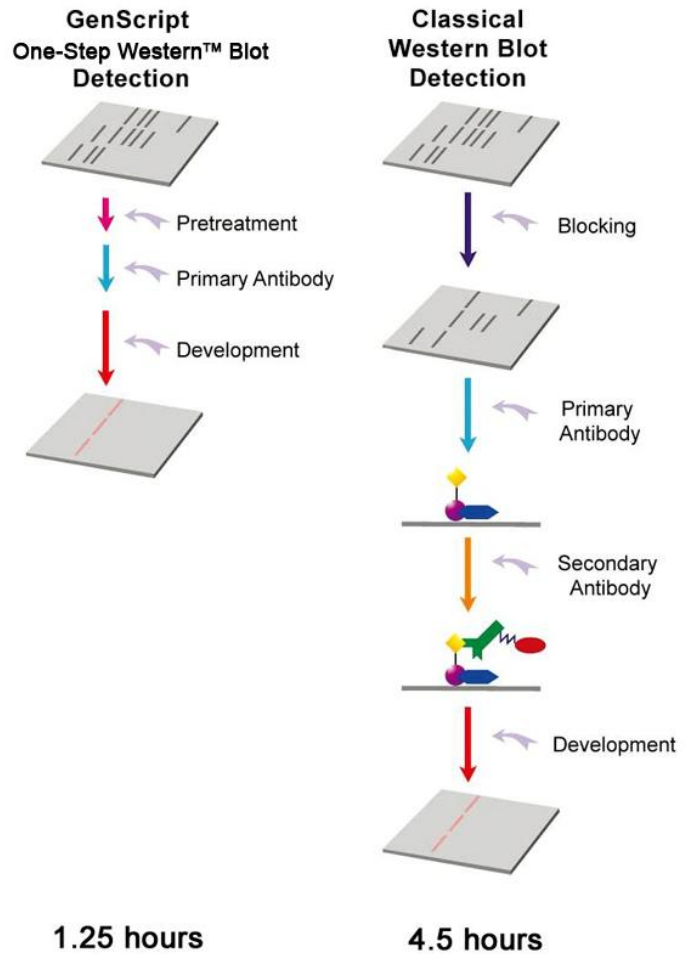 GenScript
One-Step Western™ Blot
Detection
Pretreatment
Primary Antibody
Development
1.25 hours
Classical
Western Blot
Detection
Blocking
Primary
Antibody
Secondary
Antibody
Development
4.5 hours